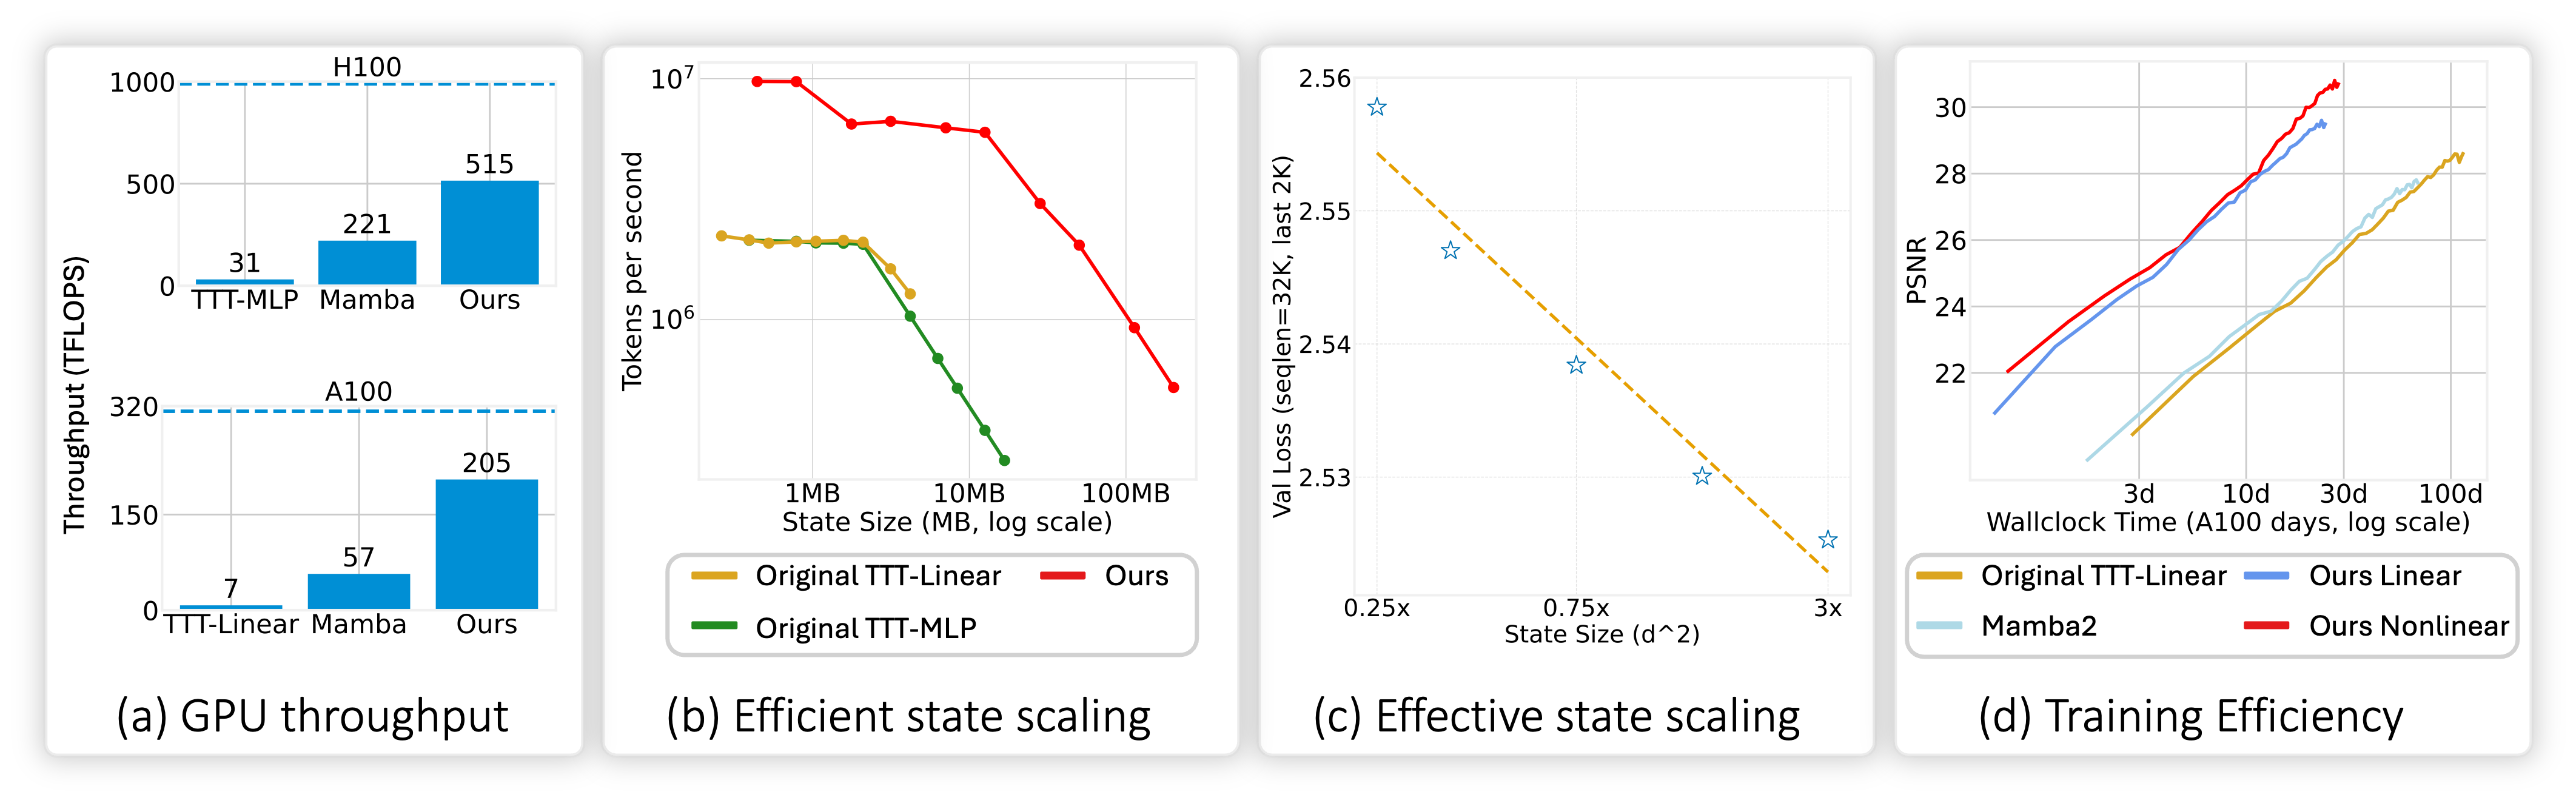 H100
1000
500
0
31
221
515
TTT-MLP
Mamba
Ours
Throughput (TFLOPS)
A100
320
150
0
7
57
205
TTT-Linear
Mamba
Ours
(a) GPU throughput
Tokens per second
10^7
10^6
1MB
10MB
100MB
State Size (MB, log scale)
Original TTT-Linear
Ours
Original TTT-MLP
(b) Efficient state scaling
Val Loss (seqlen=32K, last 2K)
2.56
2.55
2.54
2.53
0.25x
0.75x
3x
State Size (d^2)
(c) Effective state scaling
PSNR
30
28
26
24
22
3d
10d
30d
100d
Wallclock Time (A100 days, log scale)
Original TTT-Linear
Ours Linear
Mamba2
Ours Nonlinear
(d) Training Efficiency